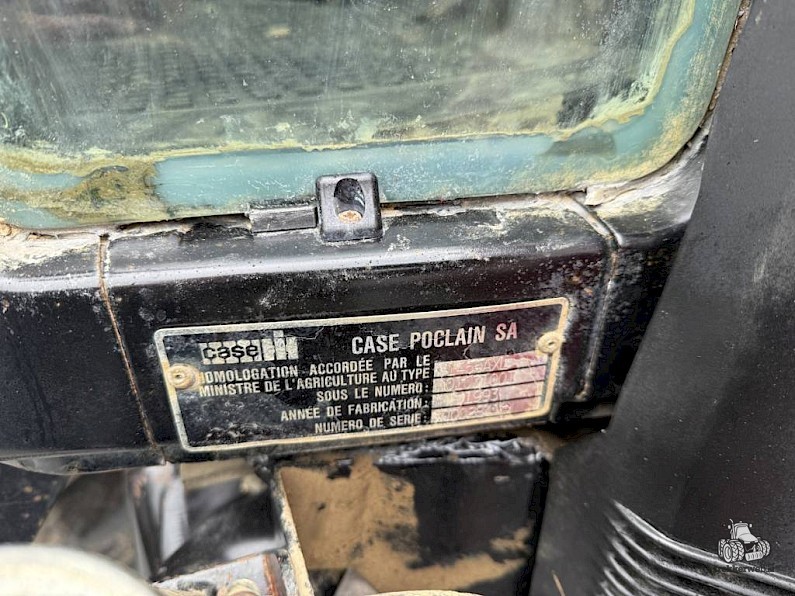 case IH
CASE POCLAIN SA
HOMOLOGATION ACCORDÉE PAR LE
MINISTRE DE L'AGRICULTURE AU TYPE :
SOUS LE NUMERO :
ANNÉE DE FABRICATION :
NUMERO DE SERIE :